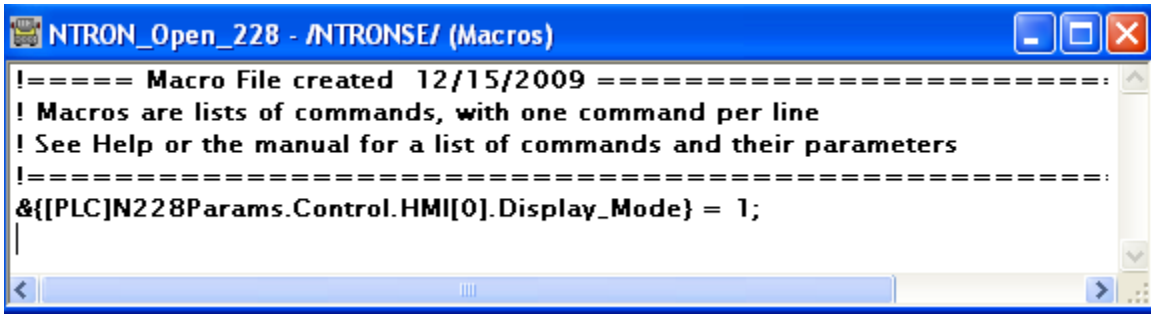 NTRON_Open_228 - /NTRONSE/ (Macros)
!===== Macro File created  12/15/2009 ========================
! Macros are lists of commands, with one command per line
! See Help or the manual for a list of commands and their parameters
!==================================================
&{[PLC]N228Params.Control.HMI[0].Display_Mode} = 1;